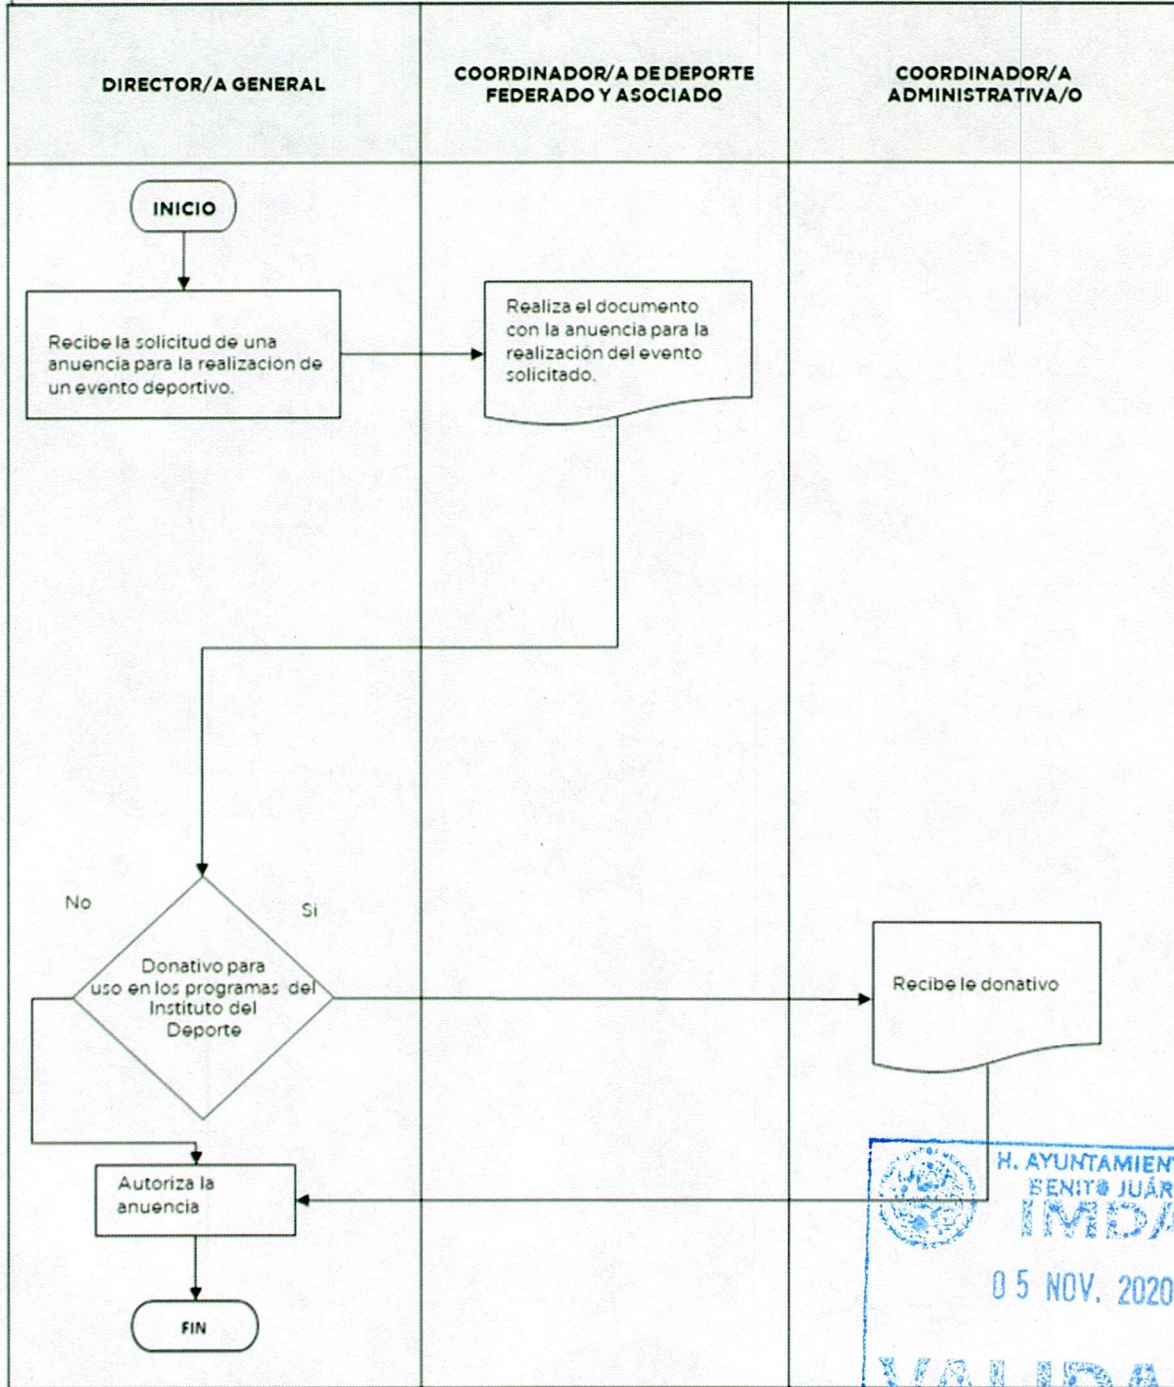 DIRECTOR/A GENERAL
COORDINADOR/A DE DEPORTE
FEDERADO Y ASOCIADO
COORDINADOR/A
ADMINISTRATIVA/O
INICIO
Recibe la solicitud de una
anuencia para la realización de
un evento deportivo.
Realiza el documento
con la anuencia para la
realización del evento
solicitado.
No
Si
Donativo para
uso en los programas del
Instituto del
Deporte
Recibe le donativo
Autoriza la
anuencia
FIN
H. AYUNTAMIEN
BENITO JUÁR
IMDA
05 NOV. 2020
VALIDA